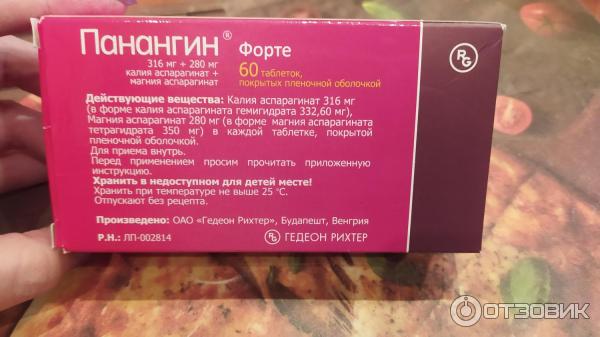 Панангин® Форте
316 мг + 280 мг
калия аспарагинат +
магния аспарагинат
60 таблеток,
покрытых пленочной оболочкой
Действующие вещества: Калия аспарагинат 316 мг
(в форме калия аспарагината гемигидрата 332,60 мг),
Магния аспарагинат 280 мг (в форме магния аспарагината
тетрагидрата 350 мг) в каждой таблетке, покрытой
пленочной оболочкой.
Для приема внутрь.
Перед применением просим прочитать приложенную
инструкцию.
Хранить в недоступном для детей месте!
Хранить при температуре не выше 25 °C.
Отпускают без рецепта.
Произведено: ОАО «Гедеон Рихтер», Будапешт, Венгрия
Р.Н.: ЛП-002814
RG ГЕДЕОН РИХТЕР
RG
ОТЗОВИК